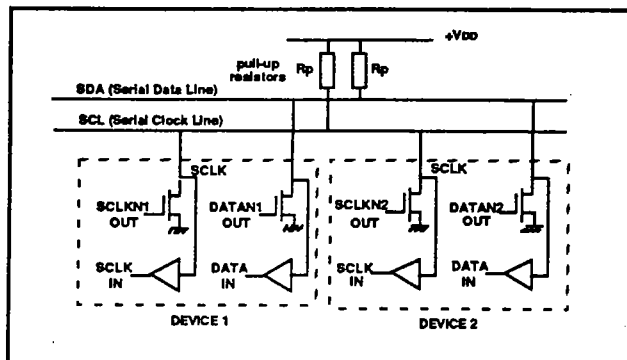 +VDD
pull-up
resistors
Rp
Rp
SDA (Serial Data Line)
SCL (Serial Clock Line)
SCLK
SCLK
SCLKN1
OUT
DATAN1
OUT
SCLKN2
OUT
DATAN2
OUT
SCLK
IN
DATA
IN
SCLK
IN
DATA
IN
DEVICE 1
DEVICE 2